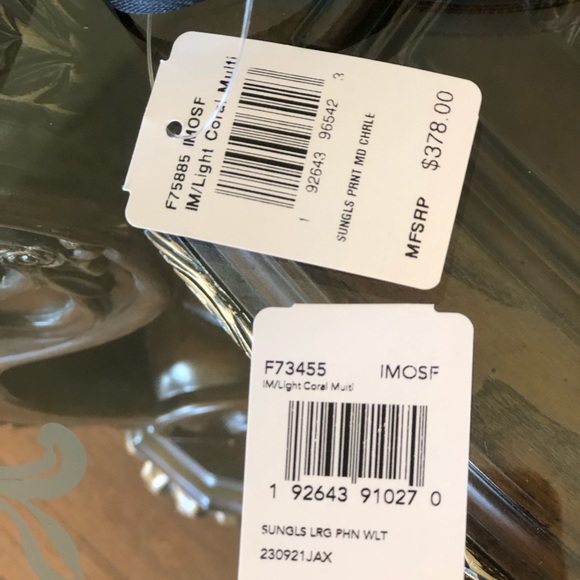 F75885 IMOSF
IM/Light Coral Multi
1 92643 96542 3
SUNGLS PRNT MD CHRLE
MFSRP $378.00
F73455 IMOSF
IM/Light Coral Multi
1 92643 91027 0
SUNGLS LRG PHN WLT
230921JAX